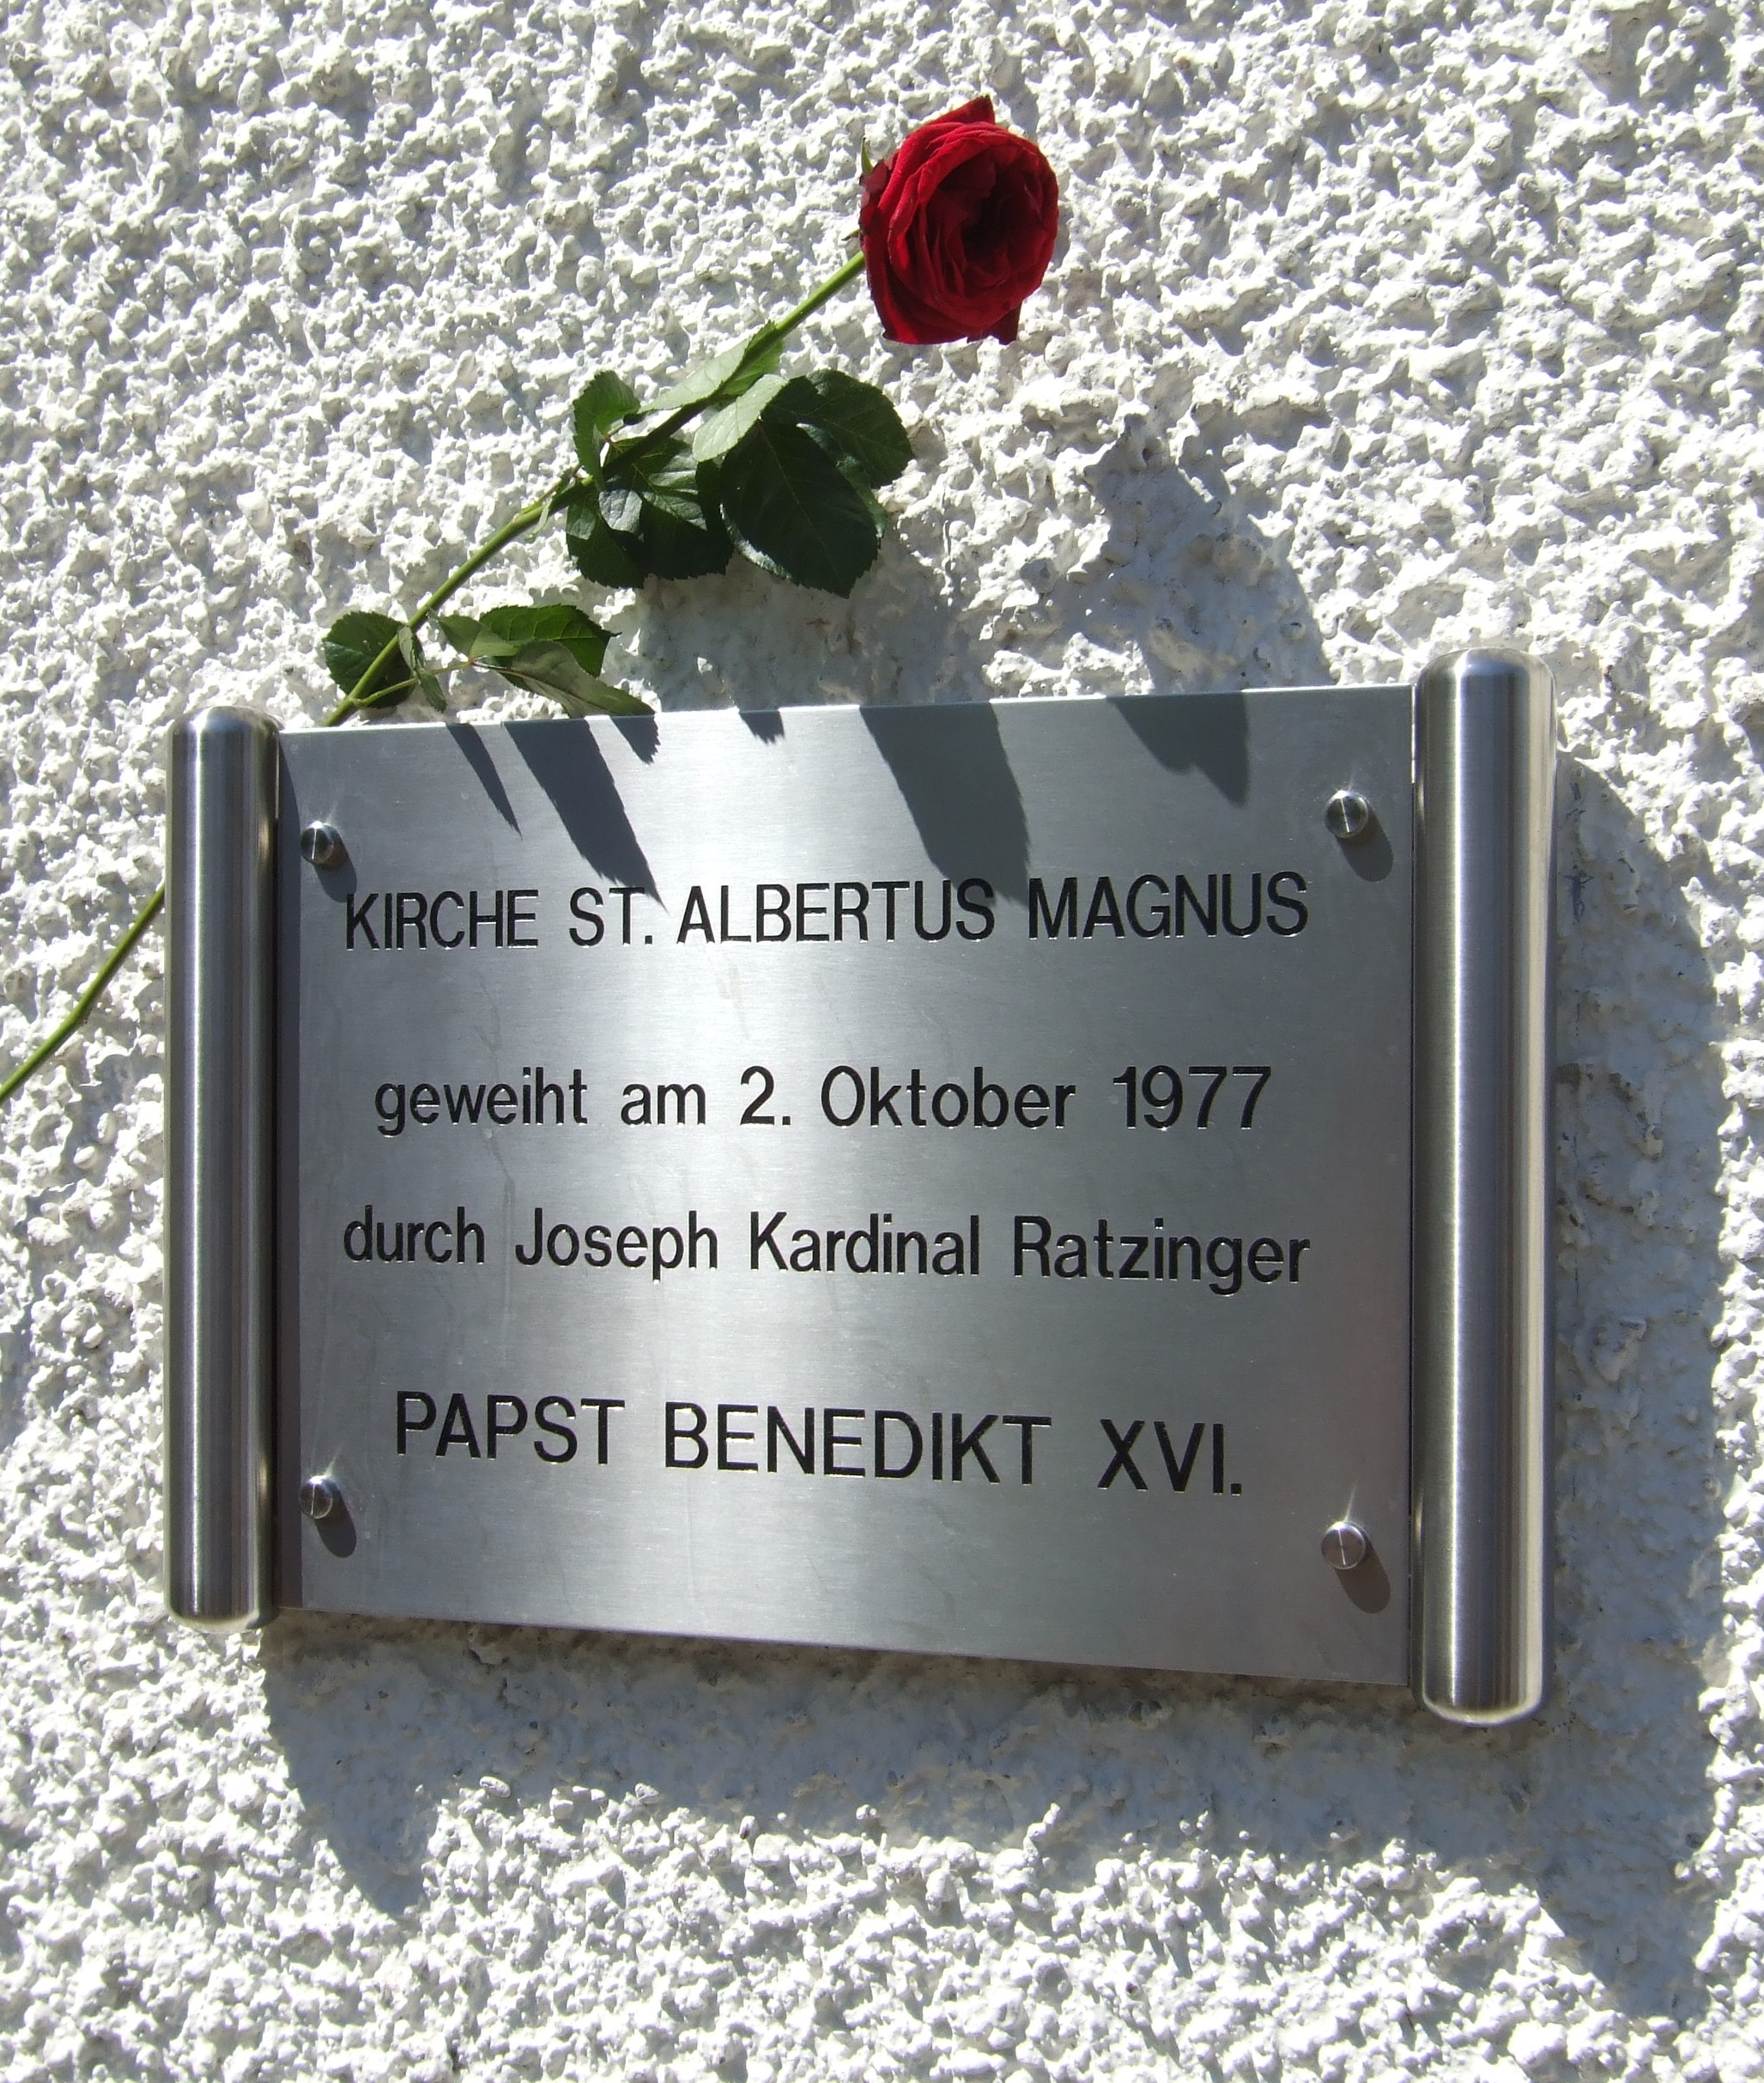 KIRCHE ST. ALBERTUS MAGNUS
geweiht am 2. Oktober 1977
durch Joseph Kardinal Ratzinger
PAPST BENEDIKT XVI.